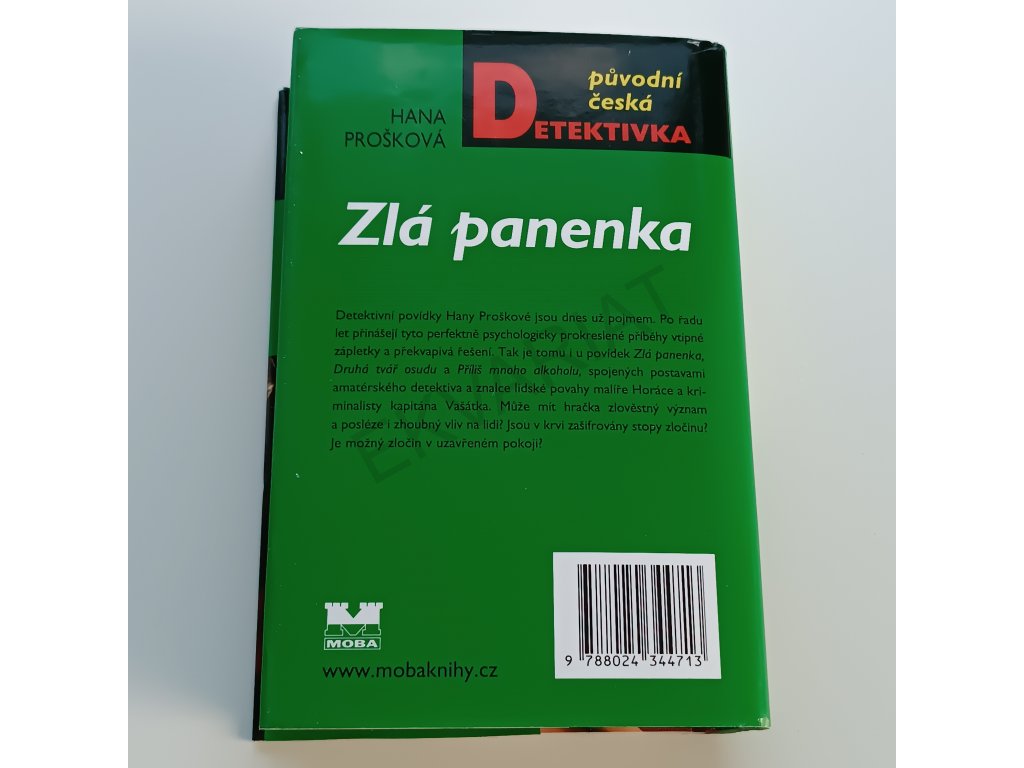 původní
česká
DETEKTIVKA
HANA
PROŠKOVÁ
Zlá panenka
Detektivní povídky Hany Proškové jsou dnes už pojmem. Po řadu
let přinášejí tyto perfektně psychologicky prokreslené příběhy vtipné
zápletky a překvapivá řešení. Tak je tomu i u povídek Zlá panenka,
Druhá tvář osudu a Příliš mnoho alkoholu, spojených postavami
amatérského detektiva a znalce lidské povahy malíře Horáce a kri-
minalisty kapitána Vašátka. Může mít hračka zlověstný význam
a posléze i zhoubný vliv na lidi? Jsou v krvi zašifrovány stopy zločinu?
Je možný zločin v uzavřeném pokoji?
EKVARIAT
M
MOBA
www.mobaknihy.cz
9 788024 344713